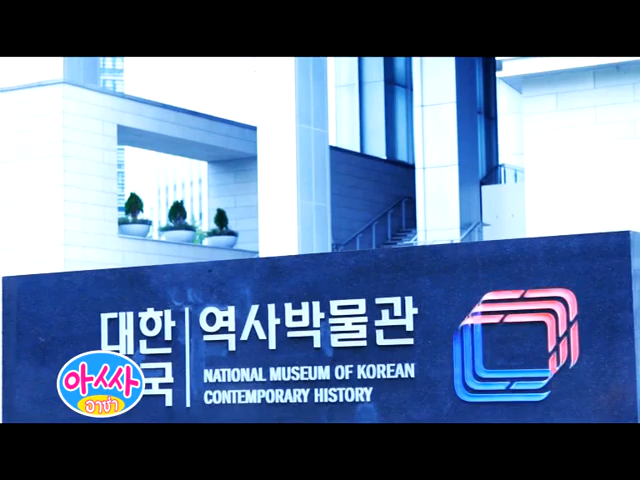 대한
국
역사박물관
NATIONAL MUSEUM OF KOREAN
CONTEMPORARY HISTORY
아싸
อาซ่า